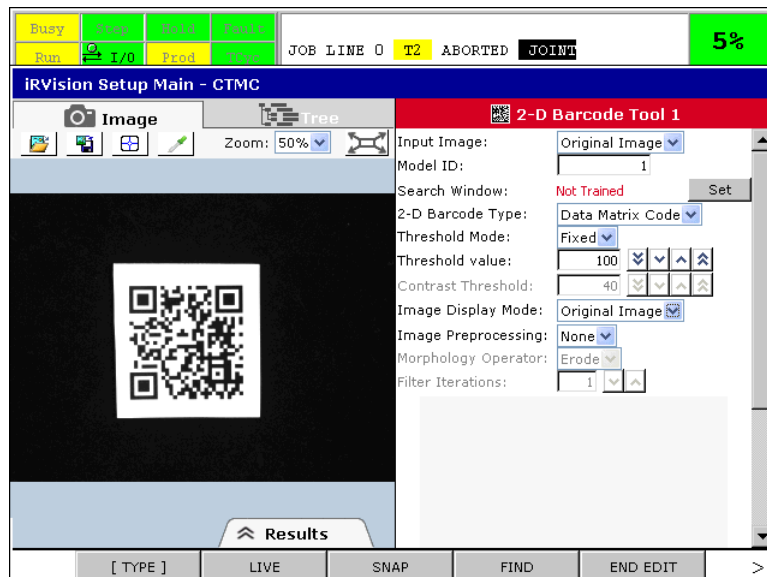 Busy Step Hold Fault
Run I/O Prod TCyc
JOB LINE 0 T2 ABORTED JOINT
5%
iRVision Setup Main - CTMC
Image Tree
Zoom: 50%
2-D Barcode Tool 1
Input Image: Original Image
Model ID: 1
Search Window: Not Trained Set
2-D Barcode Type: Data Matrix Code
Threshold Mode: Fixed
Threshold value: 100
Contrast Threshold: 40
Image Display Mode: Original Image
Image Preprocessing: None
Morphology Operator: Erode
Filter Iterations: 1
Results
[ TYPE ] LIVE SNAP FIND END EDIT >